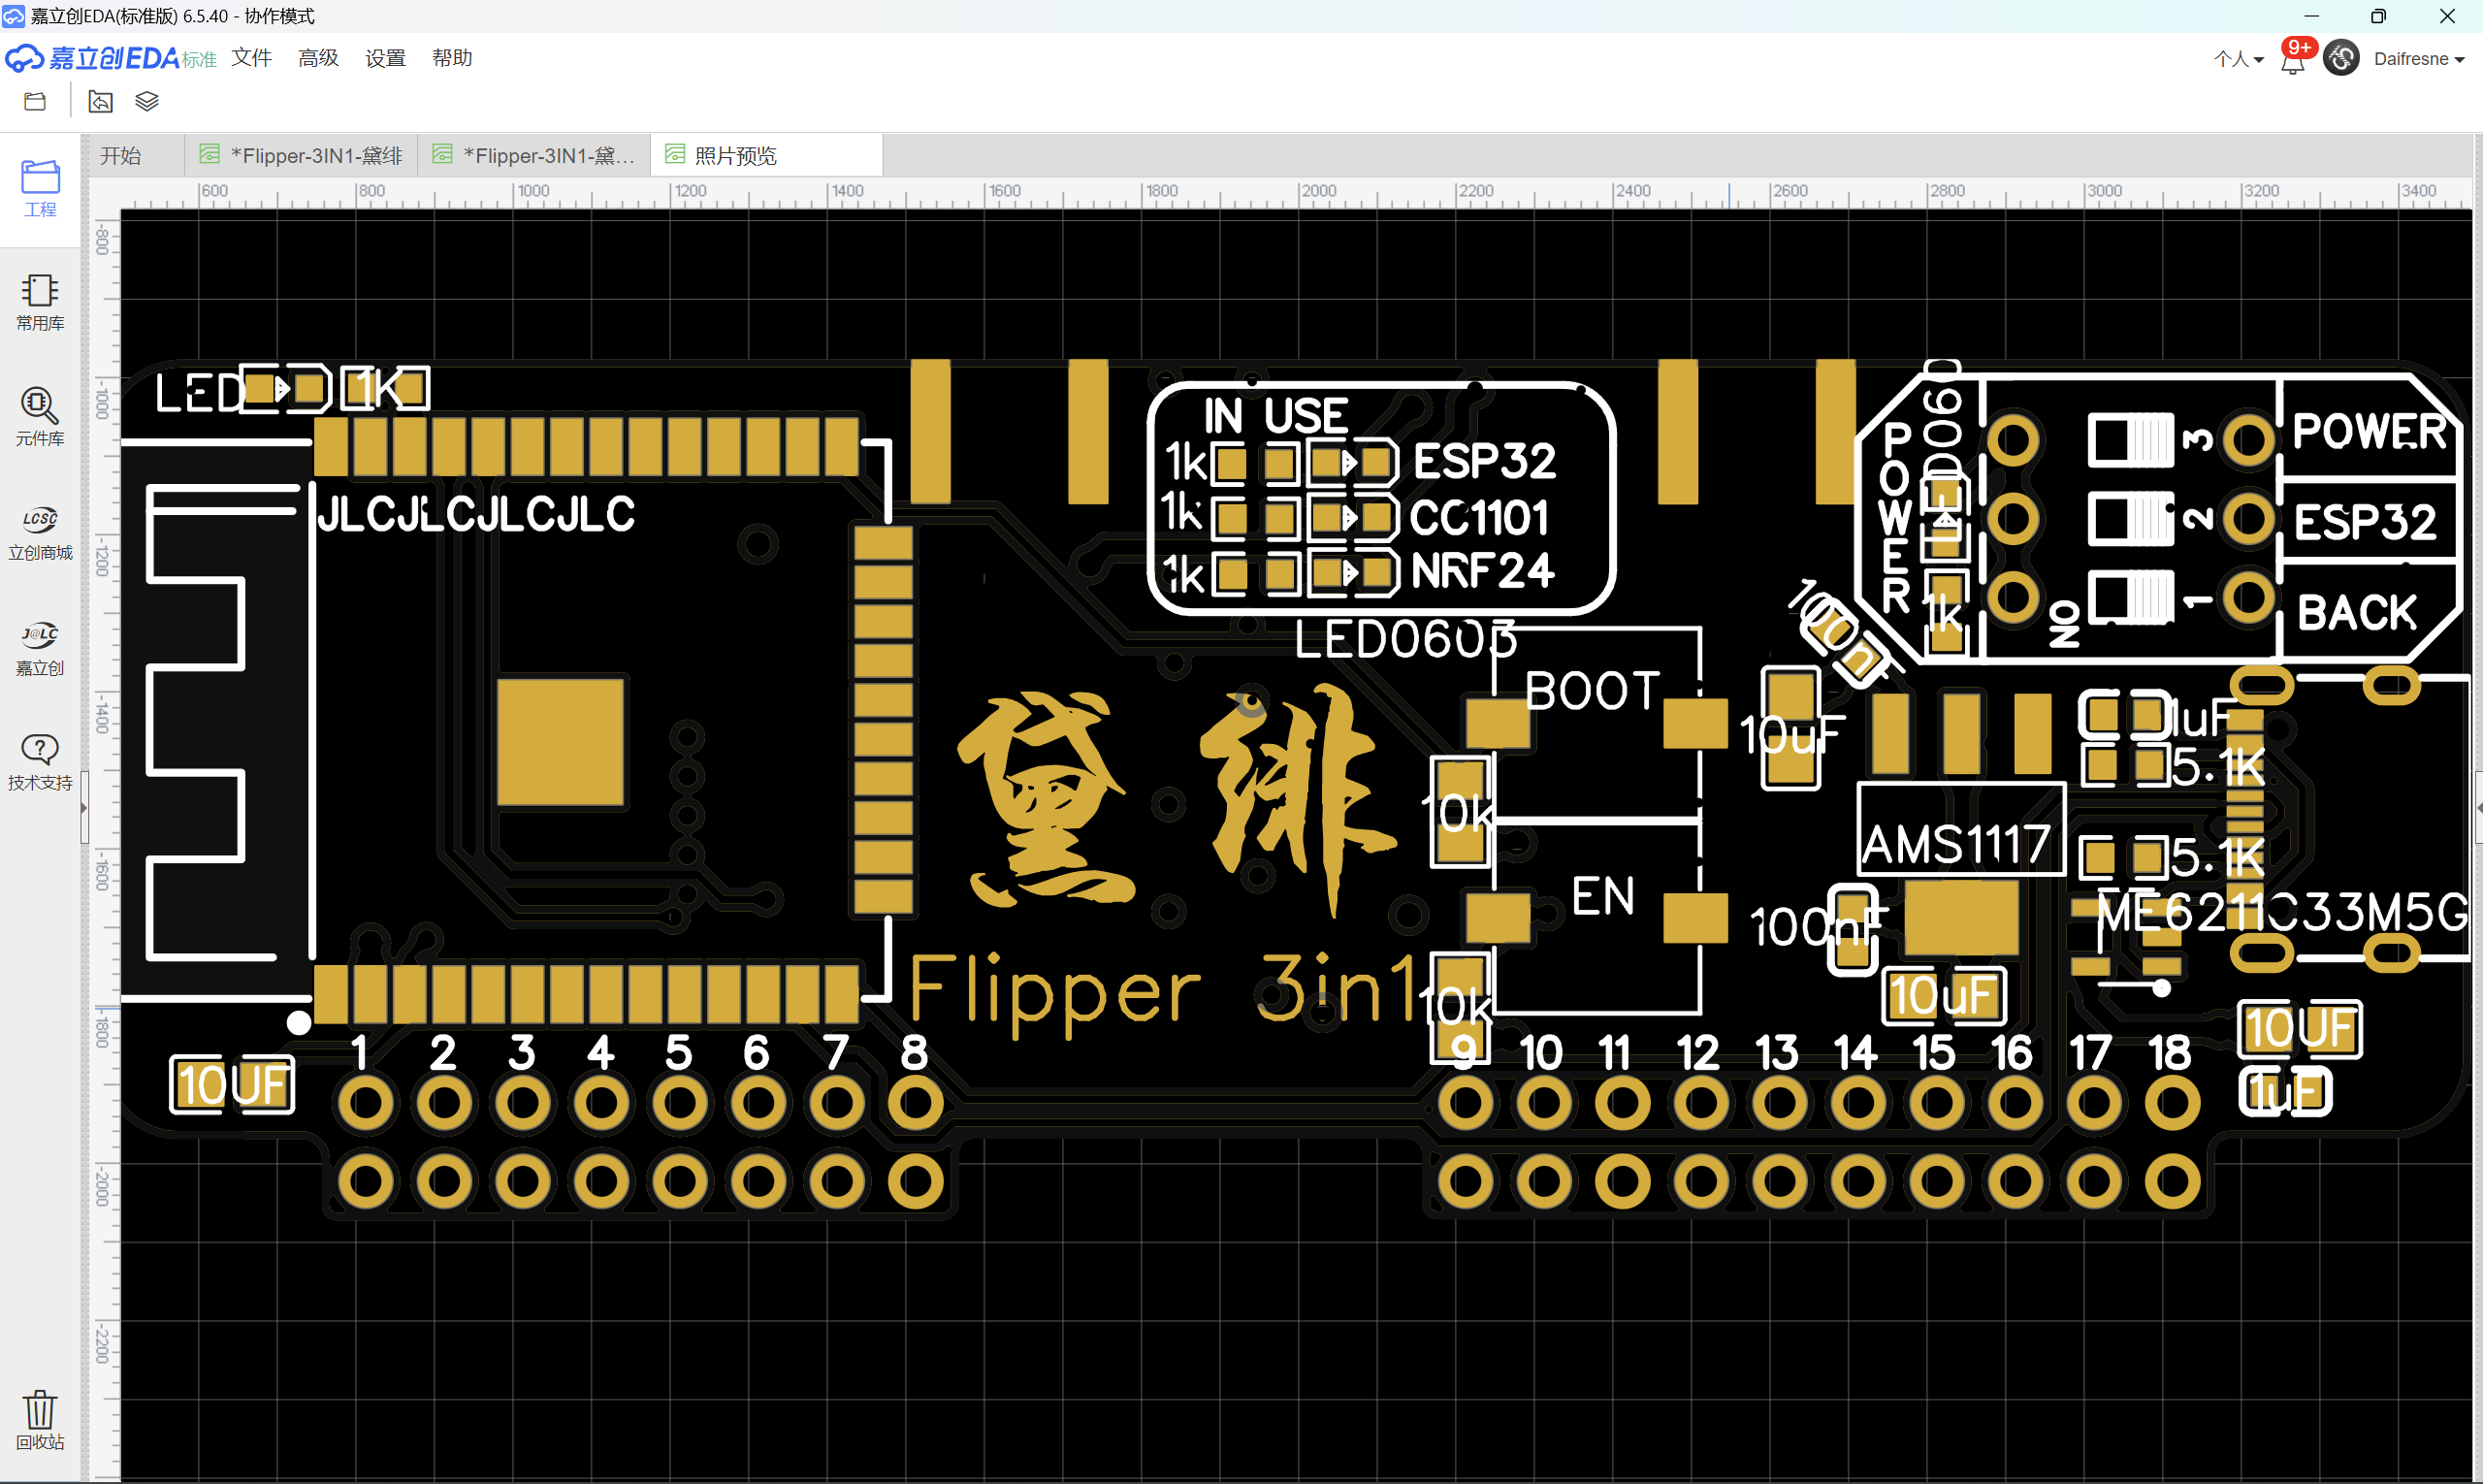 嘉立创EDA(标准版) 6.5.40 - 协作模式
嘉立创EDA标准 文件 高级 设置 帮助
个人 9+ Daifresne
开始 *Flipper-3IN1-黛绯 *Flipper-3IN1-黛... 照片预览
600 800 1000 1200 1400 1600 1800 2000 2200 2400 2600 2800 3000 3200 3400
工程
常用库
元件库
LCSC
立创商城
J@LC
嘉立创
技术支持
回收站
-800
-1000
-1200
-1400
-1600
-1800
-2000
-2200
LED 1K
JLCJLCJLCJLC
IN USE
1k ESP32
1k CC1101
1k NRF24
LED0603
POWER
LED0603
1k
ON
3 POWER
2 ESP32
1 BACK
100nF
BOOT
10uF
1uF
5.1K
黛绯
10k
AMS1117
5.1K
EN
100nF
ME6211C33M5G
Flipper 3in1
10k
10uF
10UF
10UF
1uF
1 2 3 4 5 6 7 8 9 10 11 12 13 14 15 16 17 18